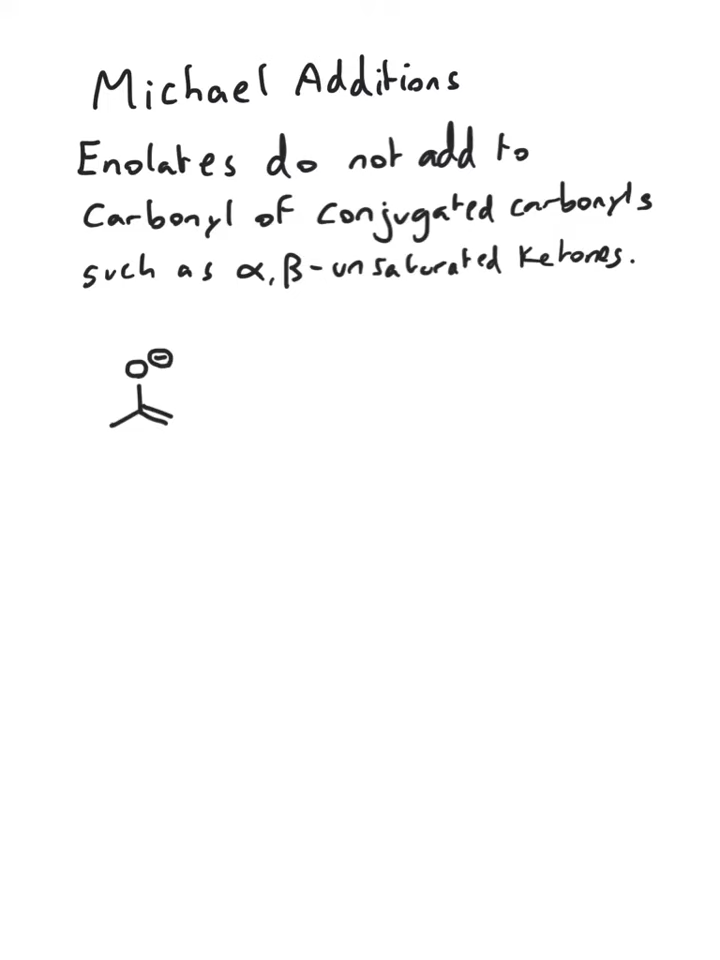 Michael Additions
Enolates do not add to
Carbonyl of conjugated carbonyls
such as α,β-unsaturated Ketones.
O⊖